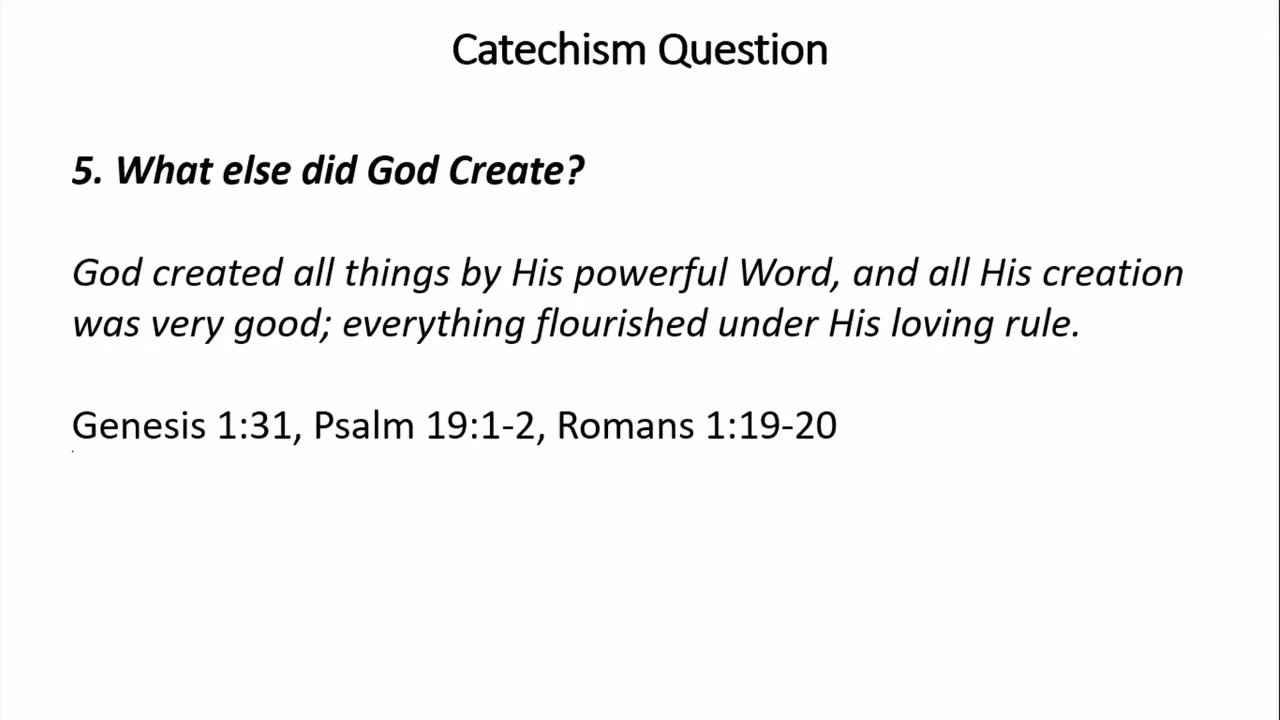 Catechism Question
5. What else did God Create?
God created all things by His powerful Word, and all His creation
was very good; everything flourished under His loving rule.
Genesis 1:31, Psalm 19:1-2, Romans 1:19-20